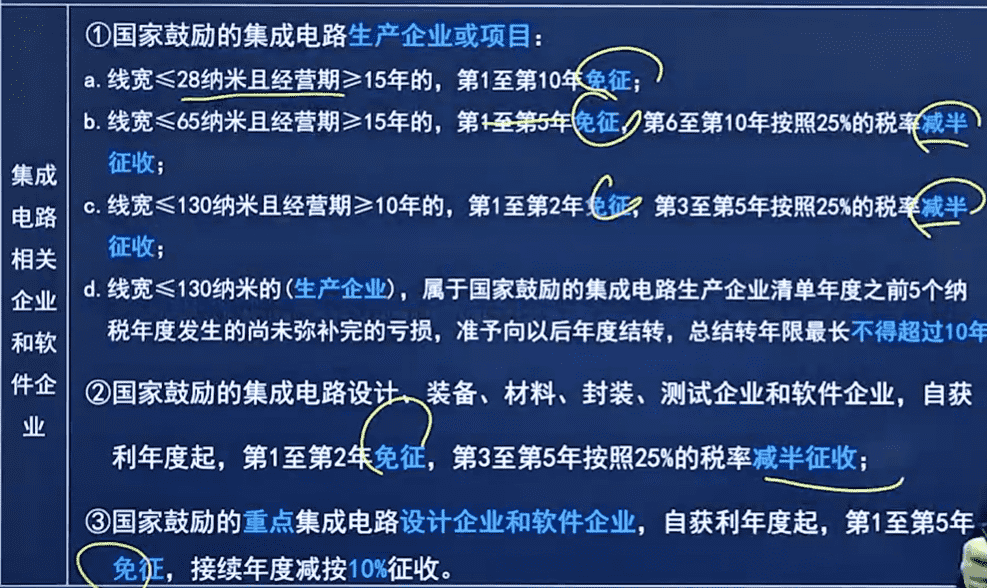 集成
电路
相关
企业
和软
件企
业
①国家鼓励的集成电路生产企业或项目：
a. 线宽≤28纳米且经营期≥15年的，第1至第10年免征；
b. 线宽≤65纳米且经营期≥15年的，第1至第5年免征，第6至第10年按照25%的税率减半
征收；
c. 线宽≤130纳米且经营期≥10年的，第1至第2年免征，第3至第5年按照25%的税率减半
征收；
d. 线宽≤130纳米的(生产企业)，属于国家鼓励的集成电路生产企业清单年度之前5个纳
税年度发生的尚未弥补完的亏损，准予向以后年度结转，总结转年限最长不得超过10年
②国家鼓励的集成电路设计、装备、材料、封装、测试企业和软件企业，自获
利年度起，第1至第2年免征，第3至第5年按照25%的税率减半征收；
③国家鼓励的重点集成电路设计企业和软件企业，自获利年度起，第1至第5年
免征，接续年度减按10%征收。